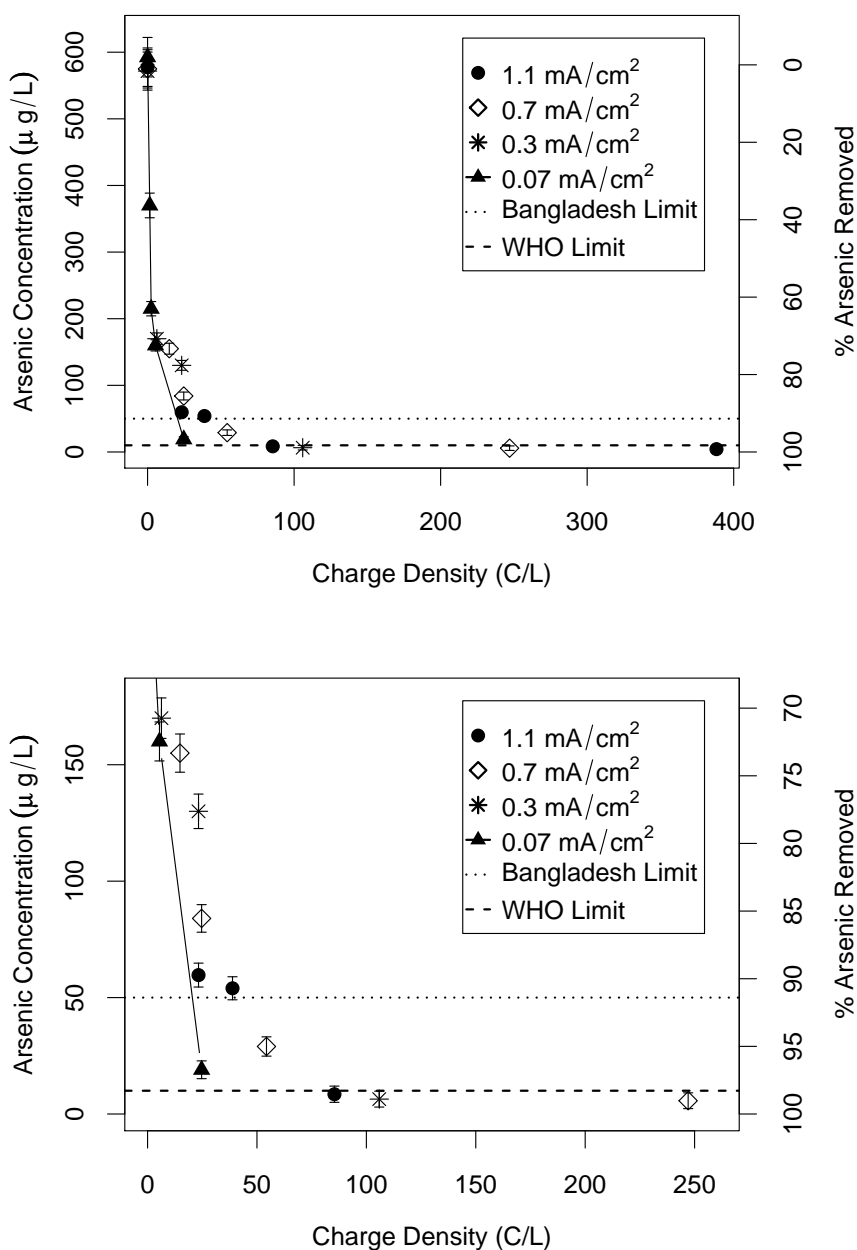 Arsenic Concentration (μ g/L)
0 100 200 300 400 500 600
1.1 mA/cm²
0.7 mA/cm²
0.3 mA/cm²
0.07 mA/cm²
Bangladesh Limit
WHO Limit
100 80 60 40 20 0
% Arsenic Removed
0 100 200 300 400
Charge Density (C/L)
Arsenic Concentration (μ g/L)
0 50 100 150
1.1 mA/cm²
0.7 mA/cm²
0.3 mA/cm²
0.07 mA/cm²
Bangladesh Limit
WHO Limit
100 95 90 85 80 75 70
% Arsenic Removed
0 50 100 150 200 250
Charge Density (C/L)